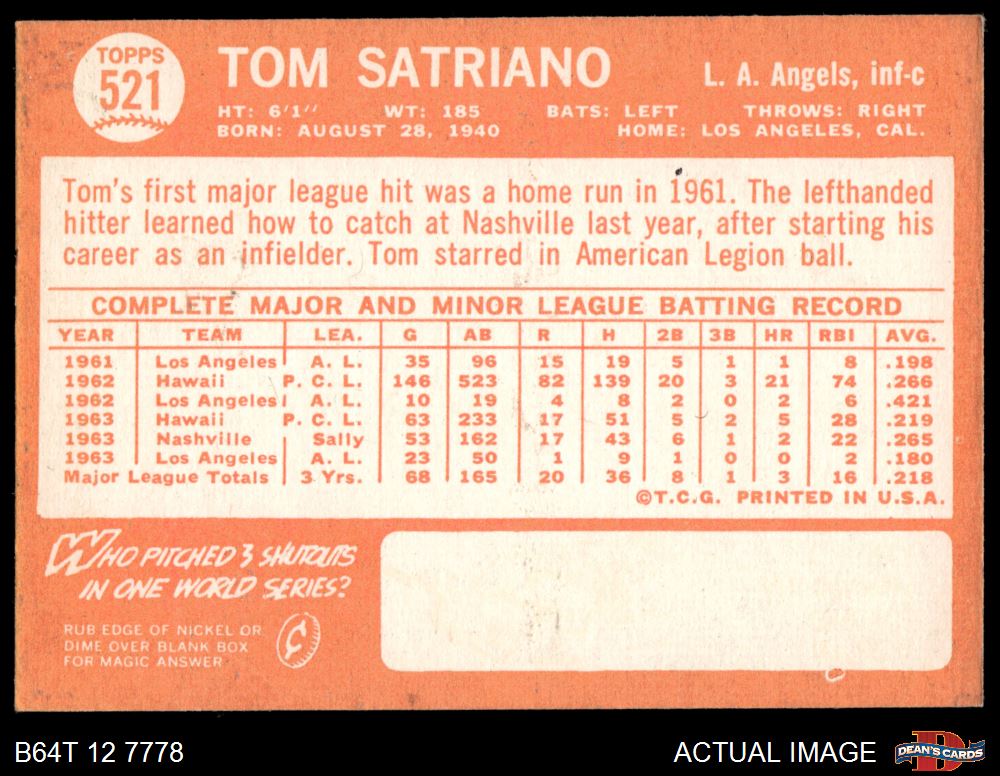 TOPPS
521
TOM SATRIANO
L. A. Angels, inf-c
HT: 6'1" WT: 185 BATS: LEFT THROWS: RIGHT
BORN: AUGUST 28, 1940 HOME: LOS ANGELES, CAL.
Tom's first major league hit was a home run in 1961. The lefthanded
hitter learned how to catch at Nashville last year, after starting his
career as an infielder. Tom starred in American Legion ball.
COMPLETE MAJOR AND MINOR LEAGUE BATTING RECORD
YEAR TEAM LEA. G AB R H 2B 3B HR RBI AVG.
1961 Los Angeles A. L. 35 96 15 19 5 1 1 8 .198
1962 Hawaii P. C. L. 146 523 82 139 20 3 21 74 .266
1962 Los Angeles A. L. 10 19 4 8 2 0 2 6 .421
1963 Hawaii P. C. L. 63 233 17 51 5 2 5 28 .219
1963 Nashville Sally 53 162 17 43 6 1 2 22 .265
1963 Los Angeles A. L. 23 50 1 9 1 0 0 2 .180
Major League Totals 3 Yrs. 68 165 20 36 8 1 3 16 .218
©T.C.G. PRINTED IN U.S.A.
WHO PITCHED 3 SHUTOUTS
IN ONE WORLD SERIES?
RUB EDGE OF NICKEL OR
DIME OVER BLANK BOX
FOR MAGIC ANSWER
¢
B64T 12 7778
ACTUAL IMAGE
D
DEAN'S CARDS